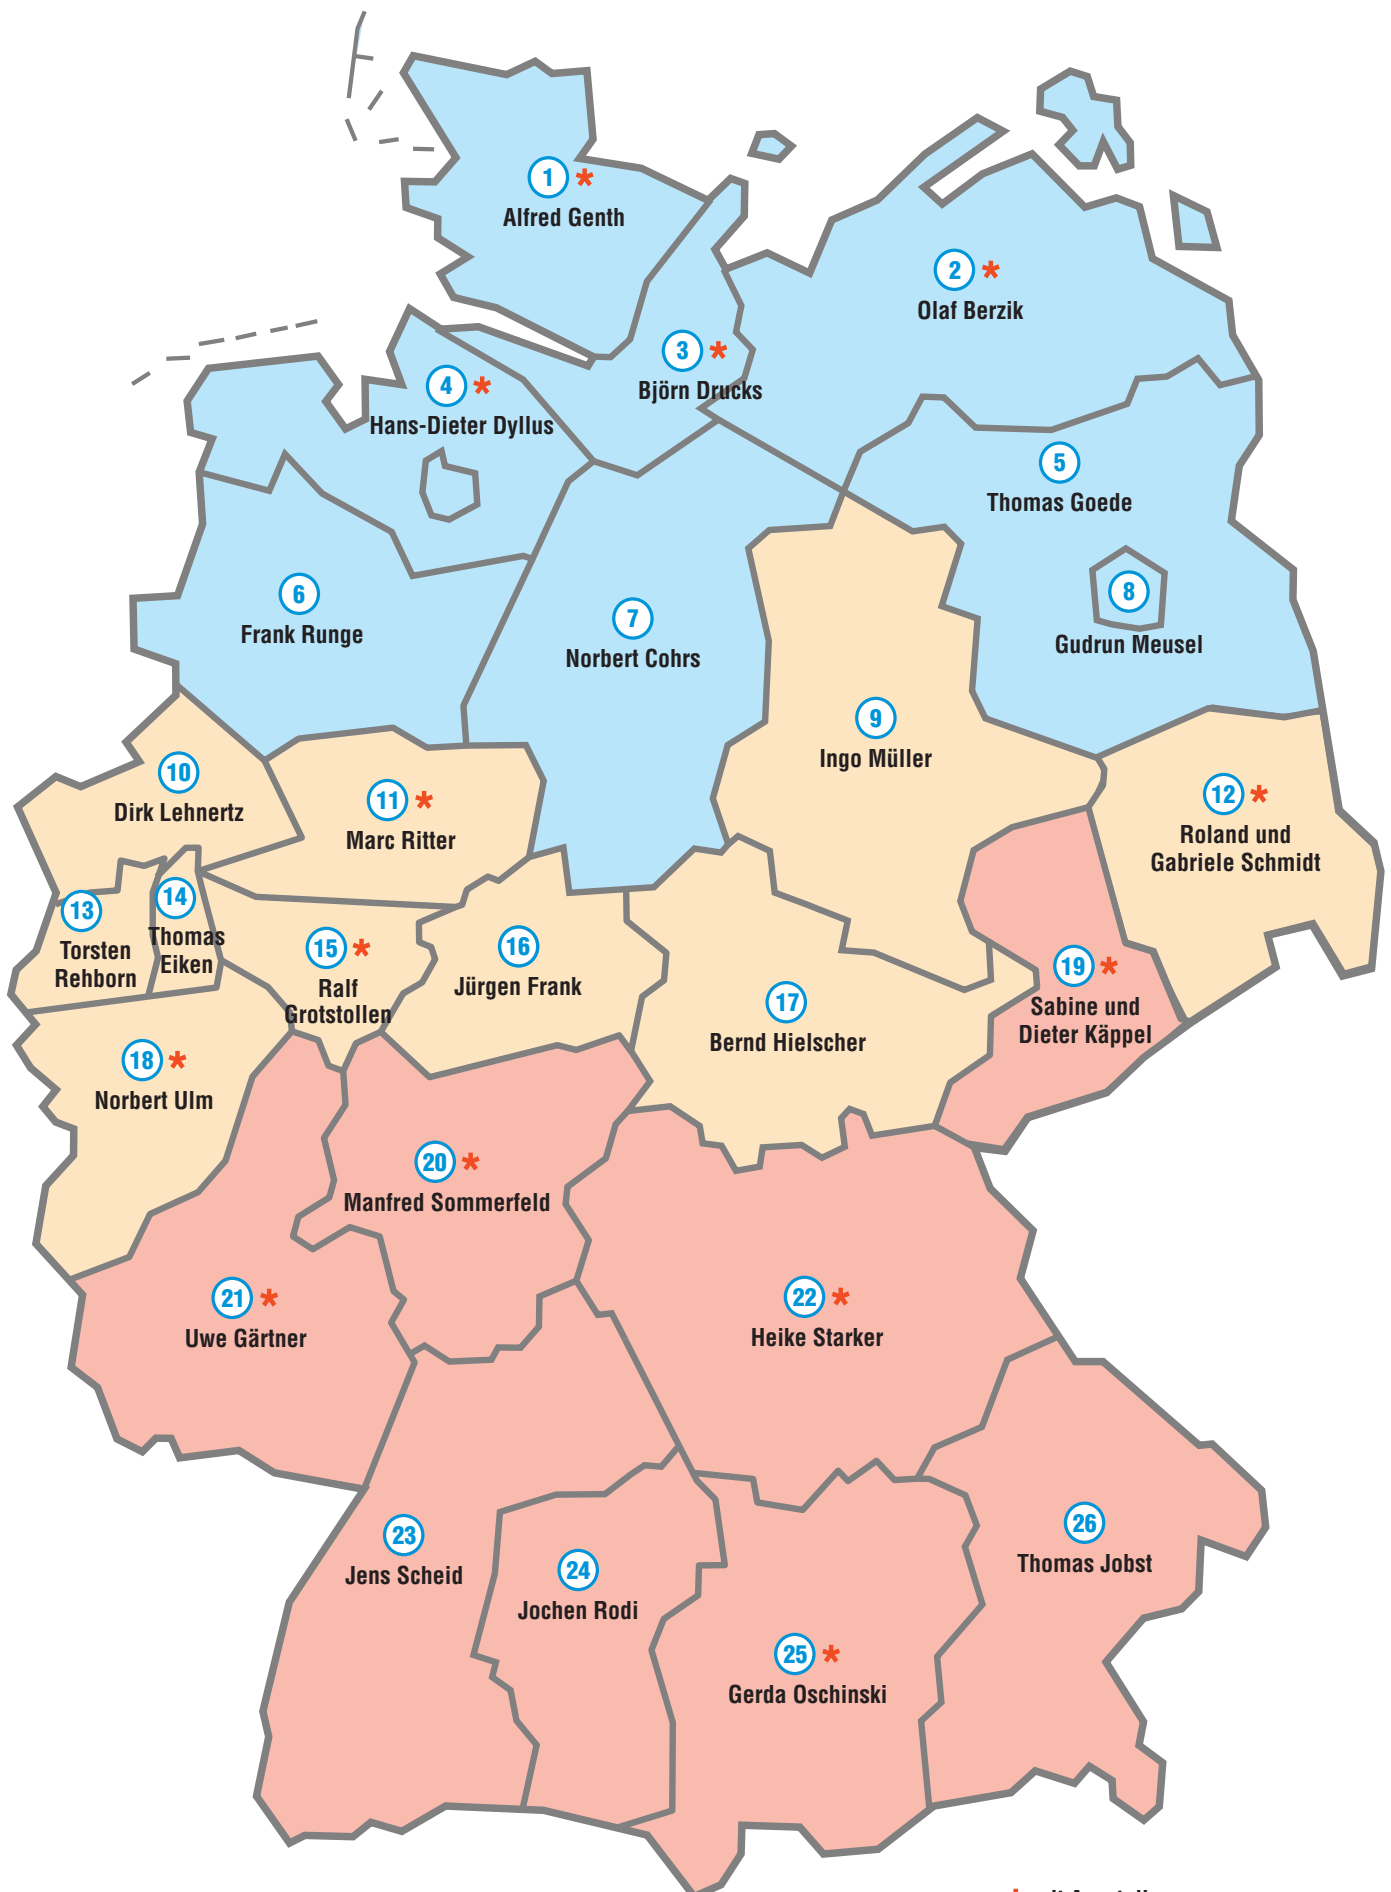 1 *
Alfred Genth
2 *
Olaf Berzik
3 *
Björn Drucks
4 *
Hans-Dieter Dyllus
5
Thomas Goede
6
Frank Runge
7
Norbert Cohrs
8
Gudrun Meusel
9
Ingo Müller
10
Dirk Lehnertz
11 *
Marc Ritter
12 *
Roland und
Gabriele Schmidt
13
Torsten
Rehborn
14
Thomas
Eiken
15 *
Ralf
Grotstollen
16
Jürgen Frank
17
Bernd Hielscher
18 *
Norbert Ulm
19 *
Sabine und
Dieter Käppel
20 *
Manfred Sommerfeld
21 *
Uwe Gärtner
22 *
Heike Starker
23
Jens Scheid
24
Jochen Rodi
25 *
Gerda Oschinski
26
Thomas Jobst